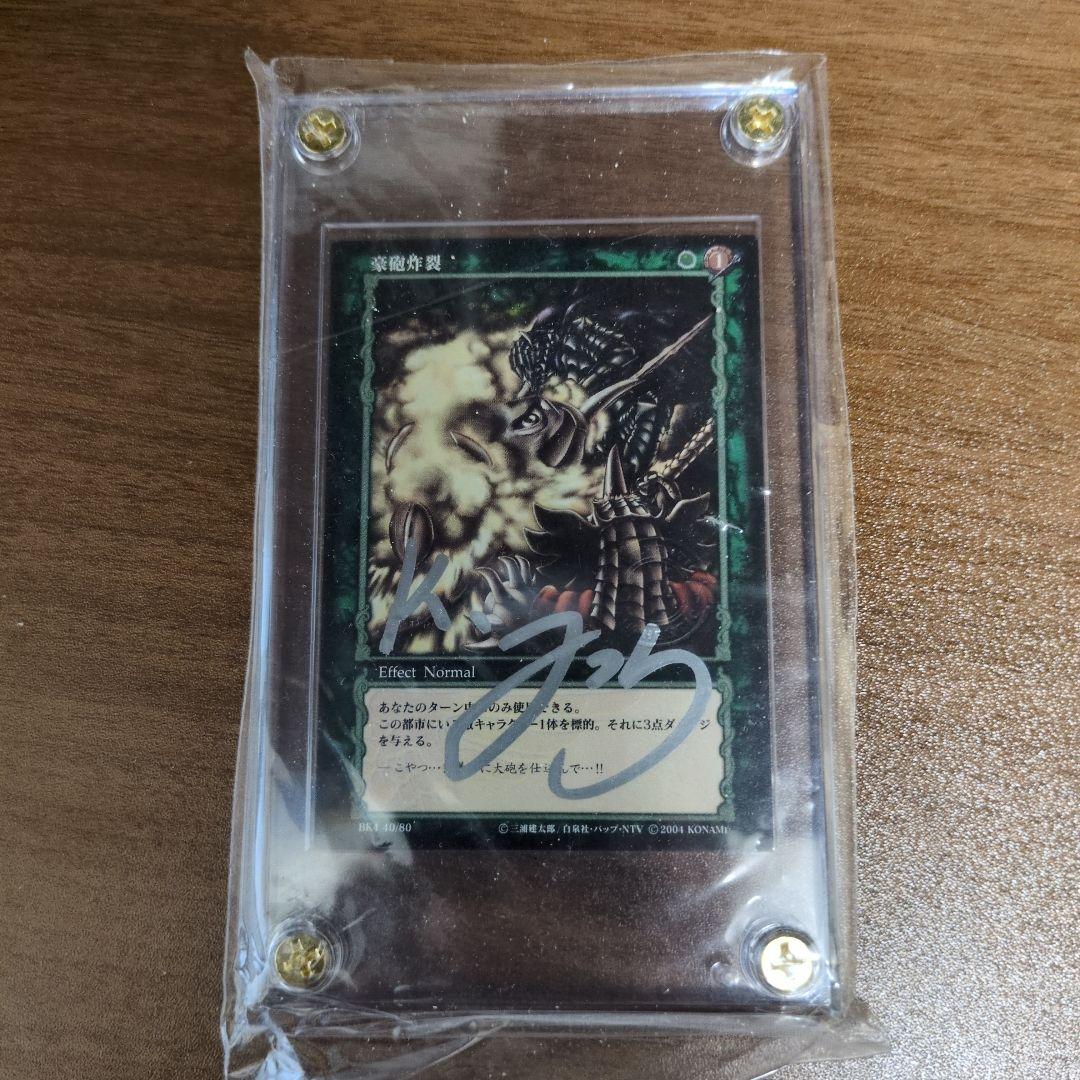 豪砲炸裂
1
K.
Effect Normal
あなたのターン中のみ使用できる。
この都市にいる敵キャラクター1体を標的。それに3点ダメージ
を与える。
―こやつ… に大砲を仕込んで…!!
BK4 40/80
©三浦建太郎/白泉社・バップ・NTV ©2004 KONAMI